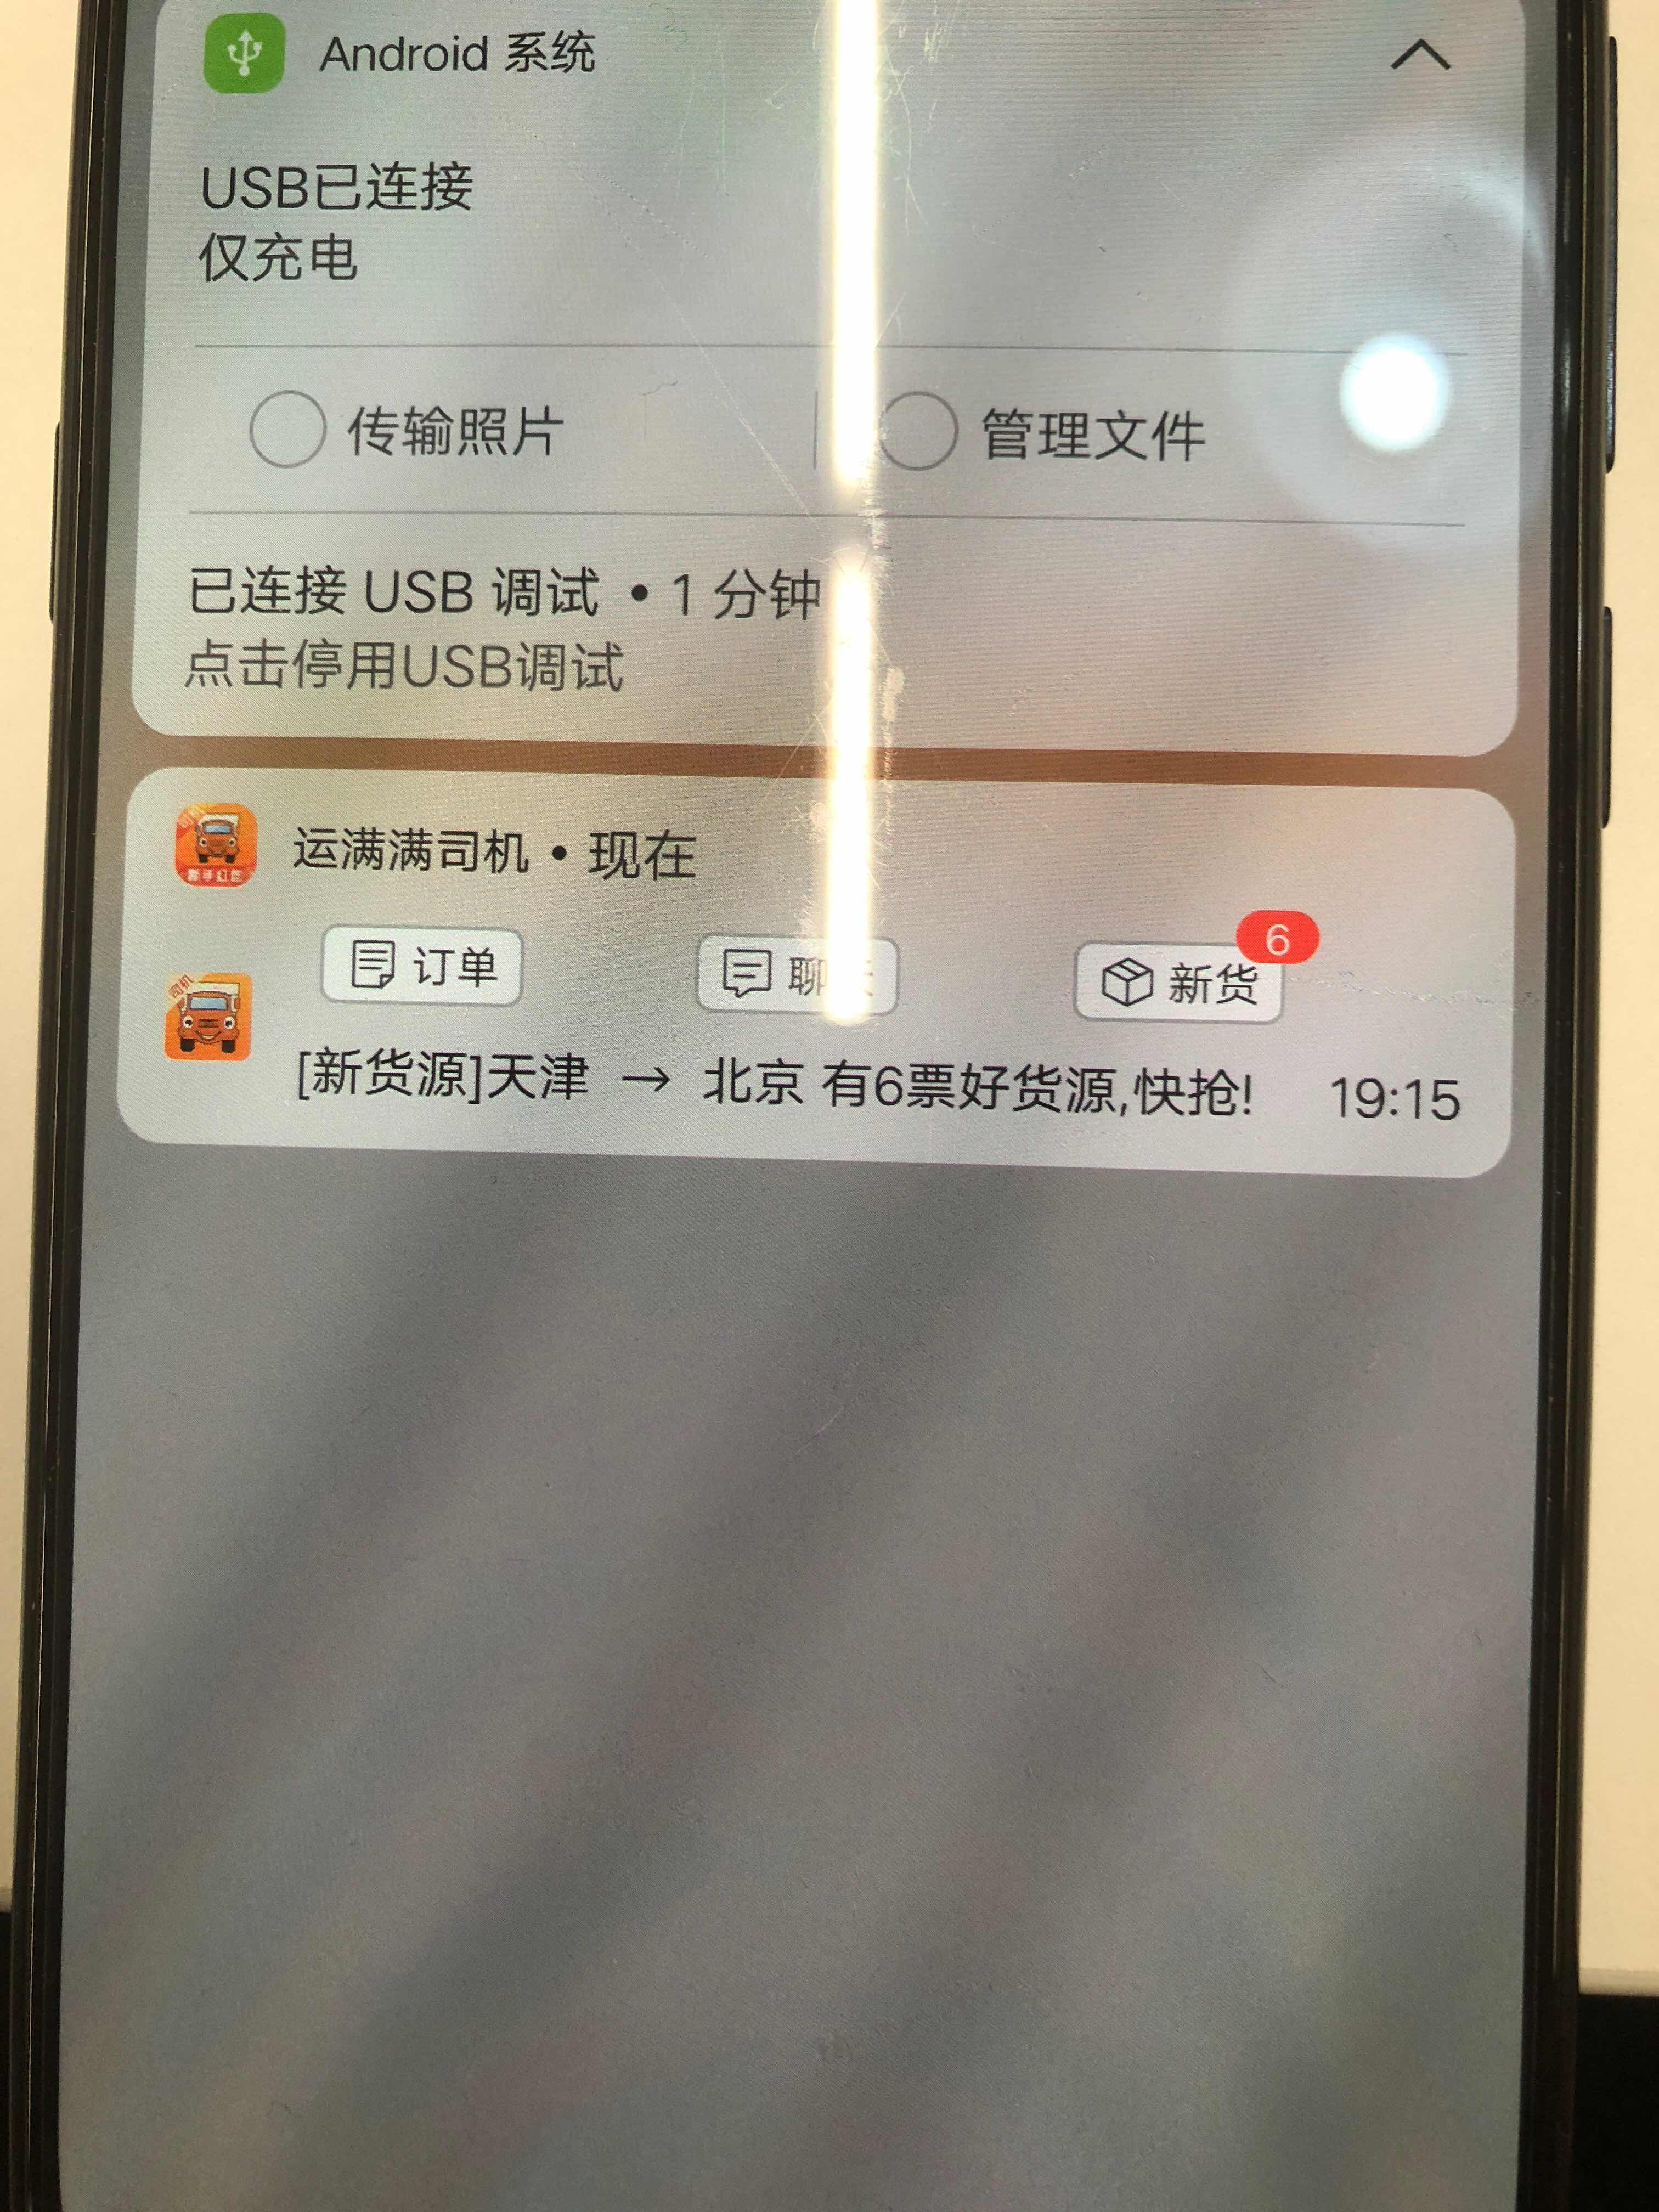 Android 系统
USB已连接
仅充电
传输照片
管理文件
已连接 USB 调试 • 1 分钟
点击停用USB调试
运满满司机 • 现在
订单
聊
新货
6
司机
[新货源]天津 → 北京 有6票好货源,快抢!
19:15